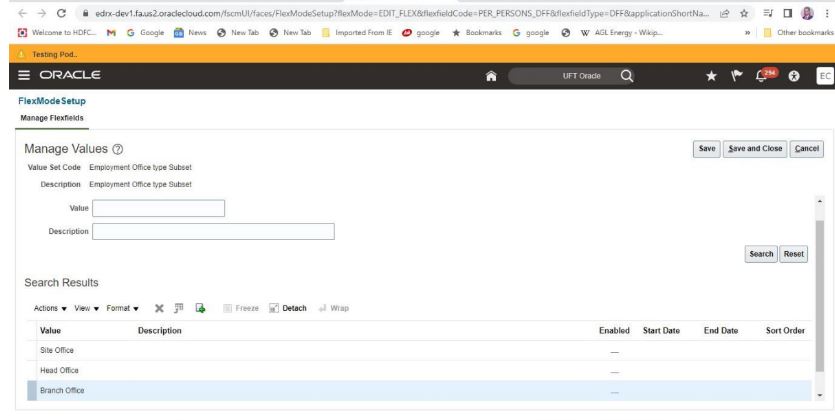 edrx-dev1.fa.us2.oraclecloud.com/fscmUI/faces/FlexModeSetup?flexMode=EDIT_FLEX&flexfieldCode=PER_PERSONS_DFF&flexfieldType=DFF&applicationShortNa...
Welcome to HDFC... M G Google GB News New Tab New Tab Imported From IE google Bookmarks G google W AGL Energy - Wikip... » Other bookmarks
Testing Pod..
ORACLE UFT Oracle 294 EC
FlexModeSetup
Manage Flexfields
Manage Values ?
Save Save and Close Cancel
Value Set Code Employment Office type Subset
Description Employment Office type Subset
Value
Description
Search Reset
Search Results
Actions View Format Freeze Detach Wrap
Value Description Enabled Start Date End Date Sort Order
Site Office —
Head Office —
Branch Office —